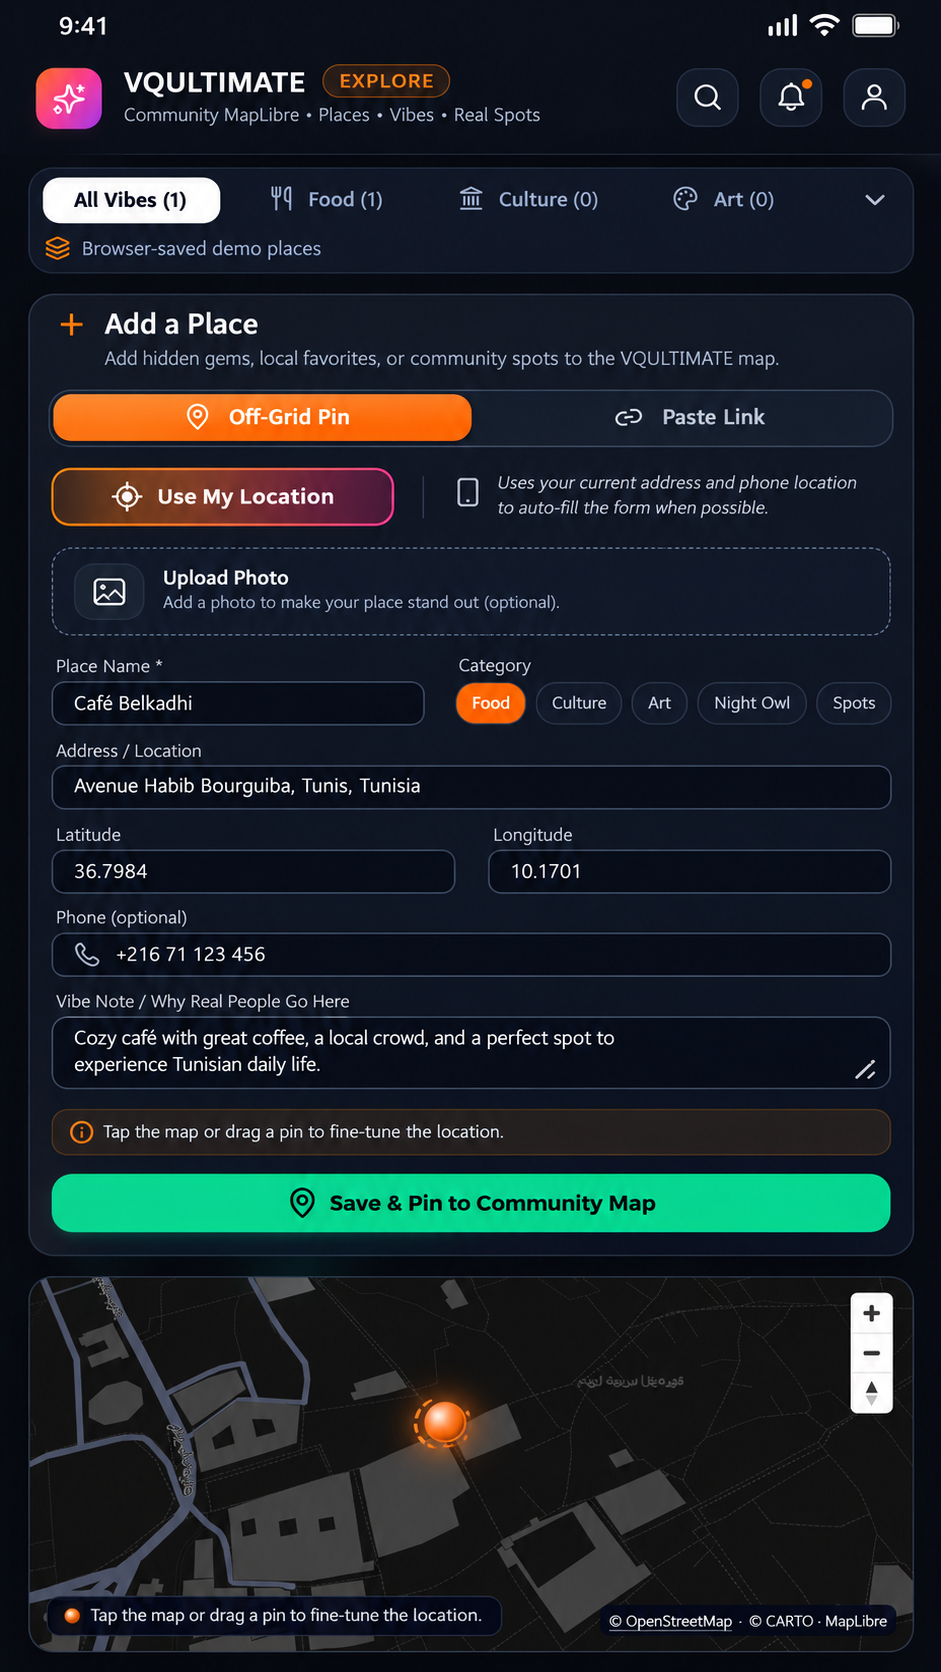 9:41
VQULTIMATE EXPLORE
Community MapLibre • Places • Vibes • Real Spots
All Vibes (1) Food (1) Culture (0) Art (0)
Browser-saved demo places
Add a Place
Add hidden gems, local favorites, or community spots to the VQULTIMATE map.
Off-Grid Pin Paste Link
Use My Location
Uses your current address and phone location
to auto-fill the form when possible.
Upload Photo
Add a photo to make your place stand out (optional).
Place Name * Category
Café Belkadhi Food Culture Art Night Owl Spots
Address / Location
Avenue Habib Bourguiba, Tunis, Tunisia
Latitude Longitude
36.7984 10.1701
Phone (optional)
+216 71 123 456
Vibe Note / Why Real People Go Here
Cozy café with great coffee, a local crowd, and a perfect spot to
experience Tunisian daily life.
Tap the map or drag a pin to fine-tune the location.
Save & Pin to Community Map
Tap the map or drag a pin to fine-tune the location.
© OpenStreetMap · © CARTO · MapLibre